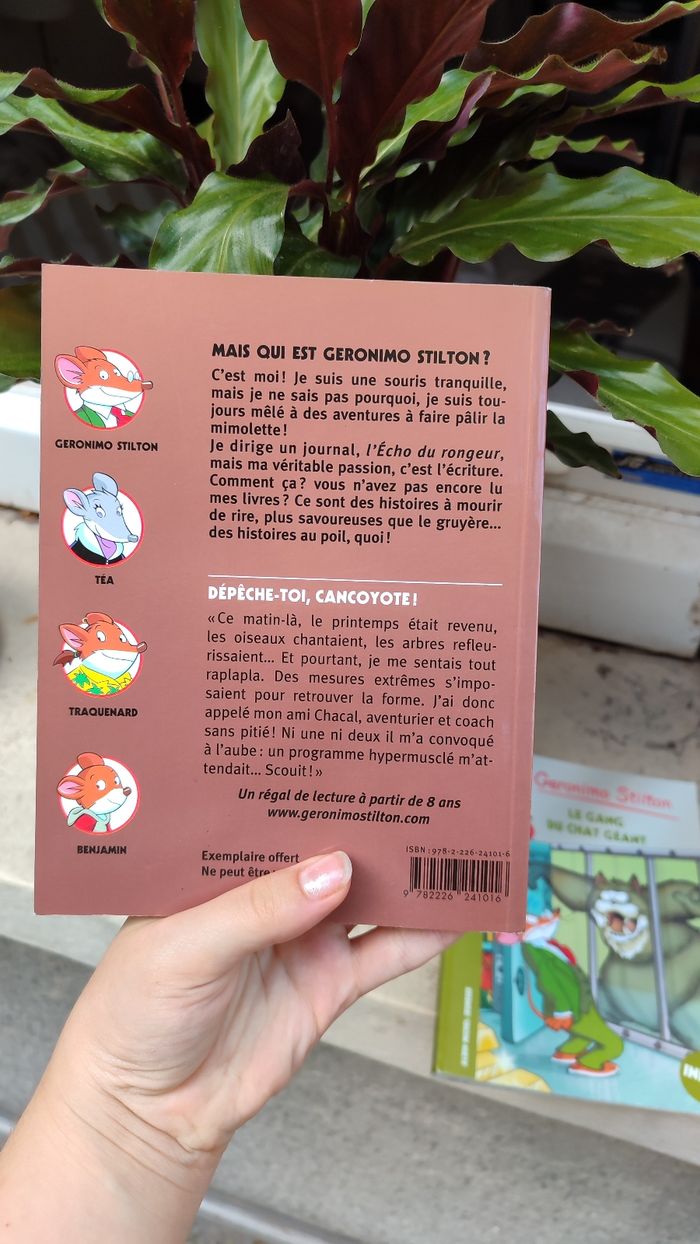 MAIS QUI EST GERONIMO STILTON ?
C'est moi ! Je suis une souris tranquille,
mais je ne sais pas pourquoi, je suis tou-
jours mêlé à des aventures à faire pâlir la
mimolette !
Je dirige un journal, l'Écho du rongeur,
mais ma véritable passion, c'est l'écriture.
Comment ça ? vous n'avez pas encore lu
mes livres ? Ce sont des histoires à mourir
de rire, plus savoureuses que le gruyère...
des histoires au poil, quoi !
GERONIMO STILTON
TÉA
TRAQUENARD
BENJAMIN
DÉPÊCHE-TOI, CANCOYOTE !
« Ce matin-là, le printemps était revenu,
les oiseaux chantaient, les arbres refleu-
rissaient... Et pourtant, je me sentais tout
raplapla. Des mesures extrêmes s'impo-
saient pour retrouver la forme. J'ai donc
appelé mon ami Chacal, aventurier et coach
sans pitié ! Ni une ni deux il m'a convoqué
à l'aube : un programme hypermusclé m'at-
tendait... Scouit ! »
Un régal de lecture à partir de 8 ans
www.geronimostilton.com
Exemplaire offert
Ne peut être
ISBN : 978-2-226-24101-6
9 782226 241016
Geronimo Stilton
LE GANG
DU CHAT GÉANT